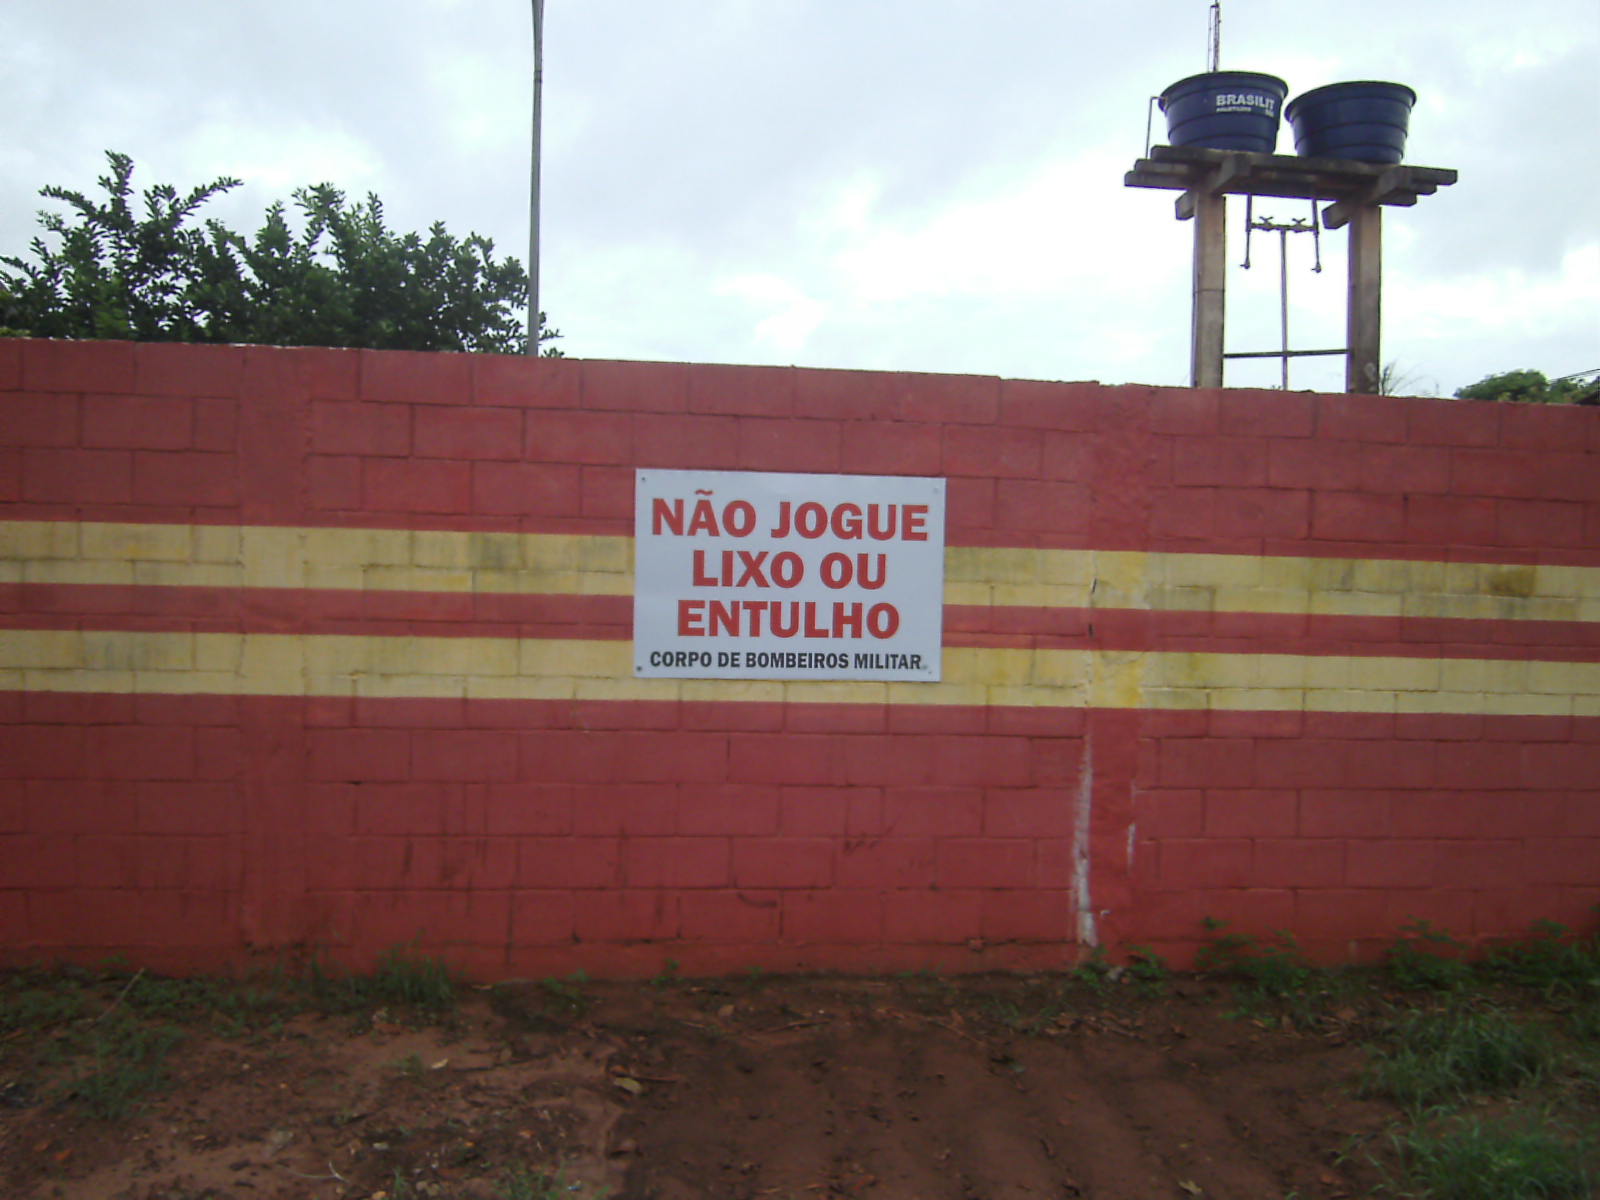 BRASILIT
NÃO JOGUE
LIXO OU
ENTULHO
CORPO DE BOMBEIROS MILITAR